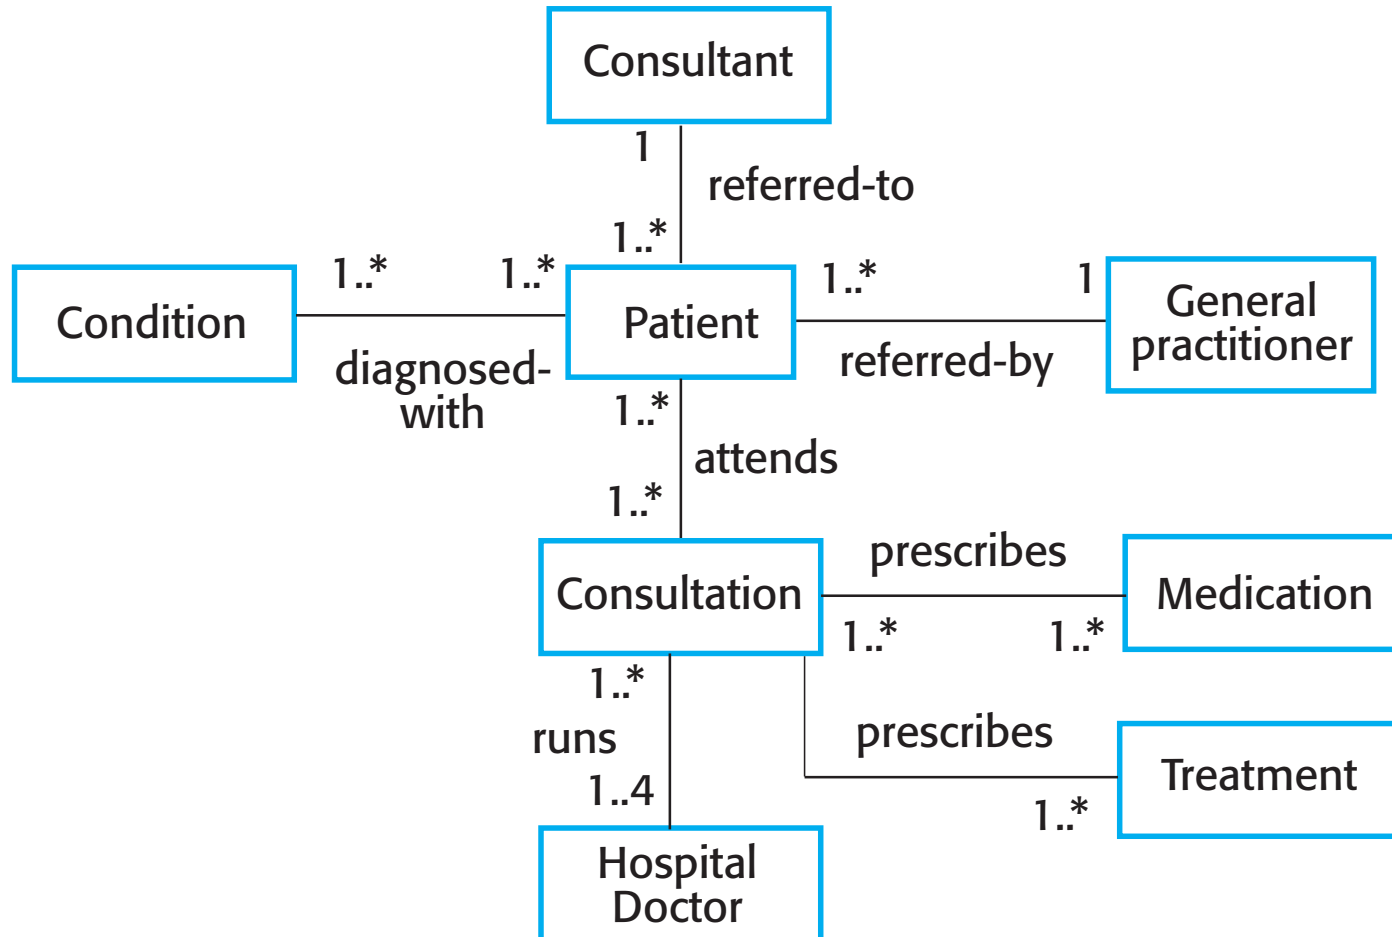 Consultant
1
referred-to
1..*
1..*
1..*
1..*
1
Condition
Patient
General
practitioner
diagnosed-
with
referred-by
1..*
attends
1..*
prescribes
Consultation
Medication
1..*
1..*
1..*
runs
prescribes
Treatment
1..4
1..*
Hospital
Doctor